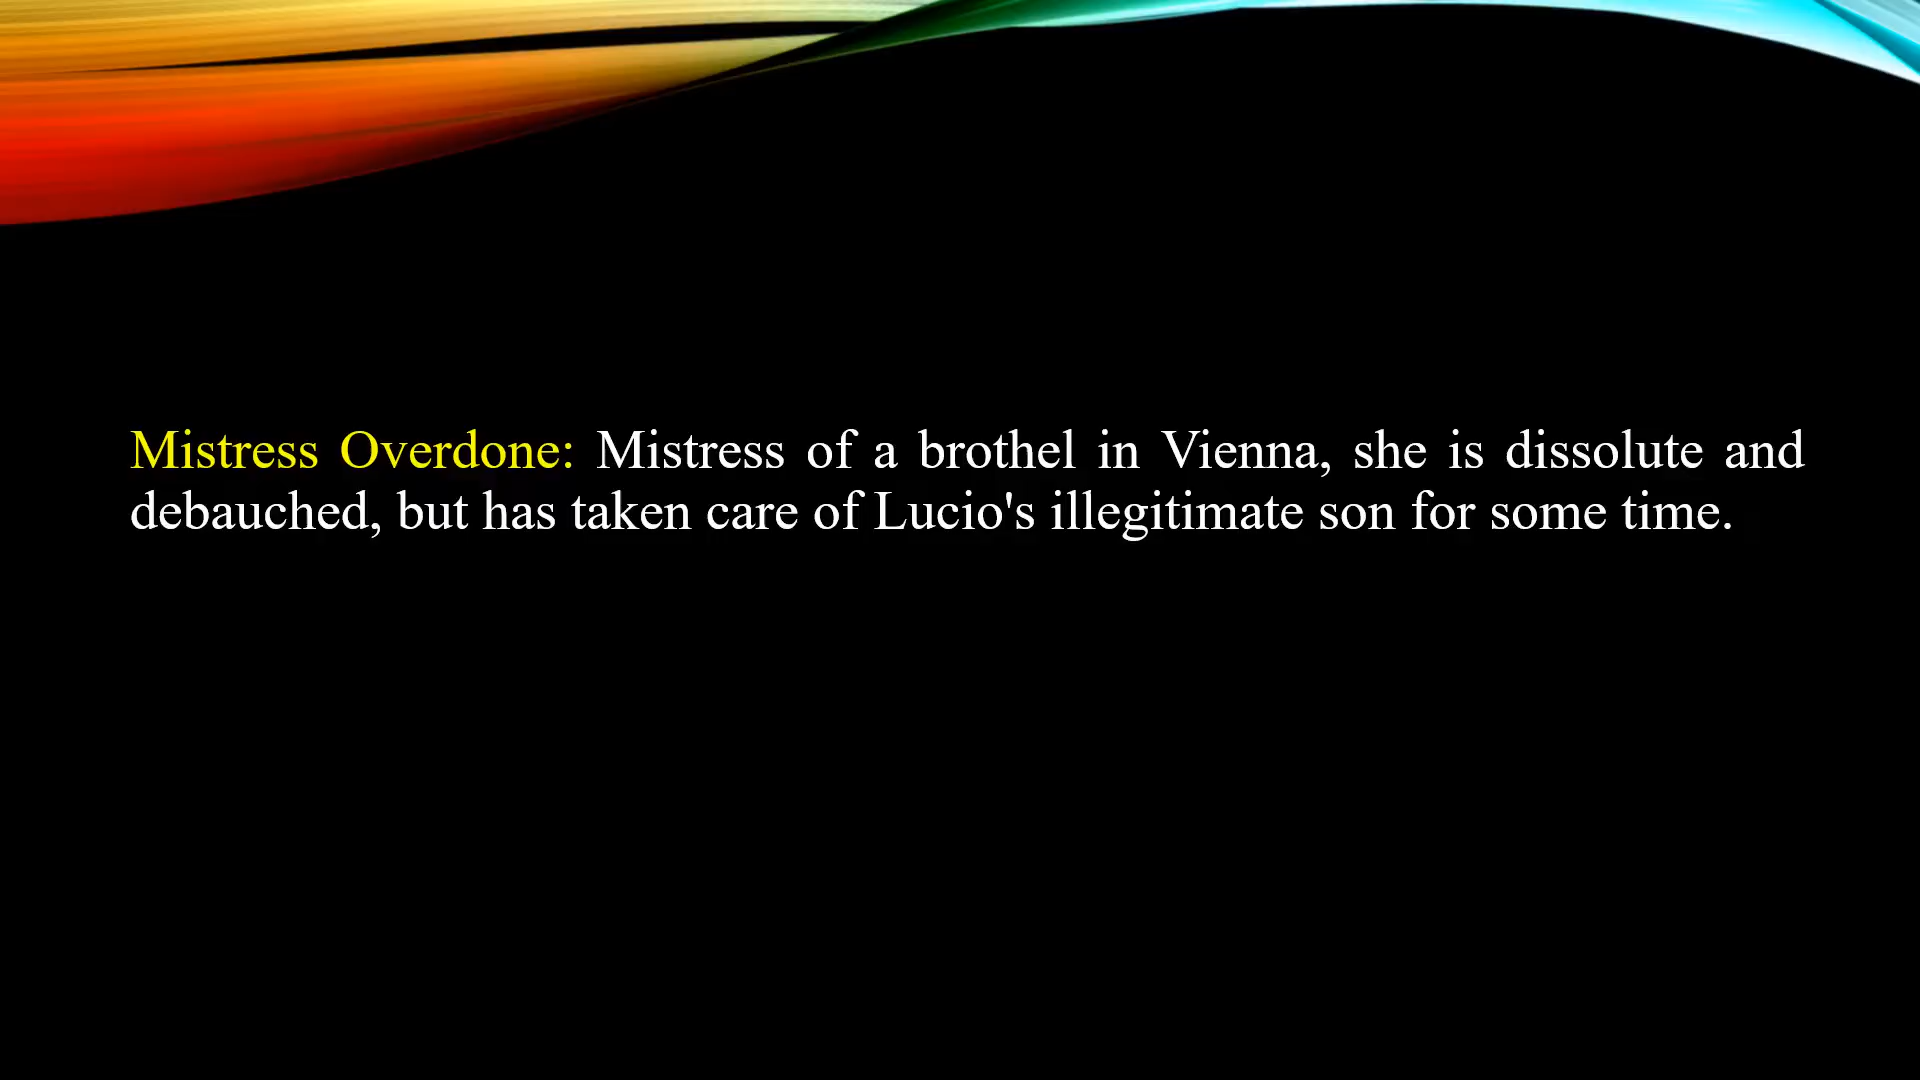 Mistress Overdone: Mistress of a brothel in Vienna, she is dissolute and
debauched, but has taken care of Lucio's illegitimate son for some time.